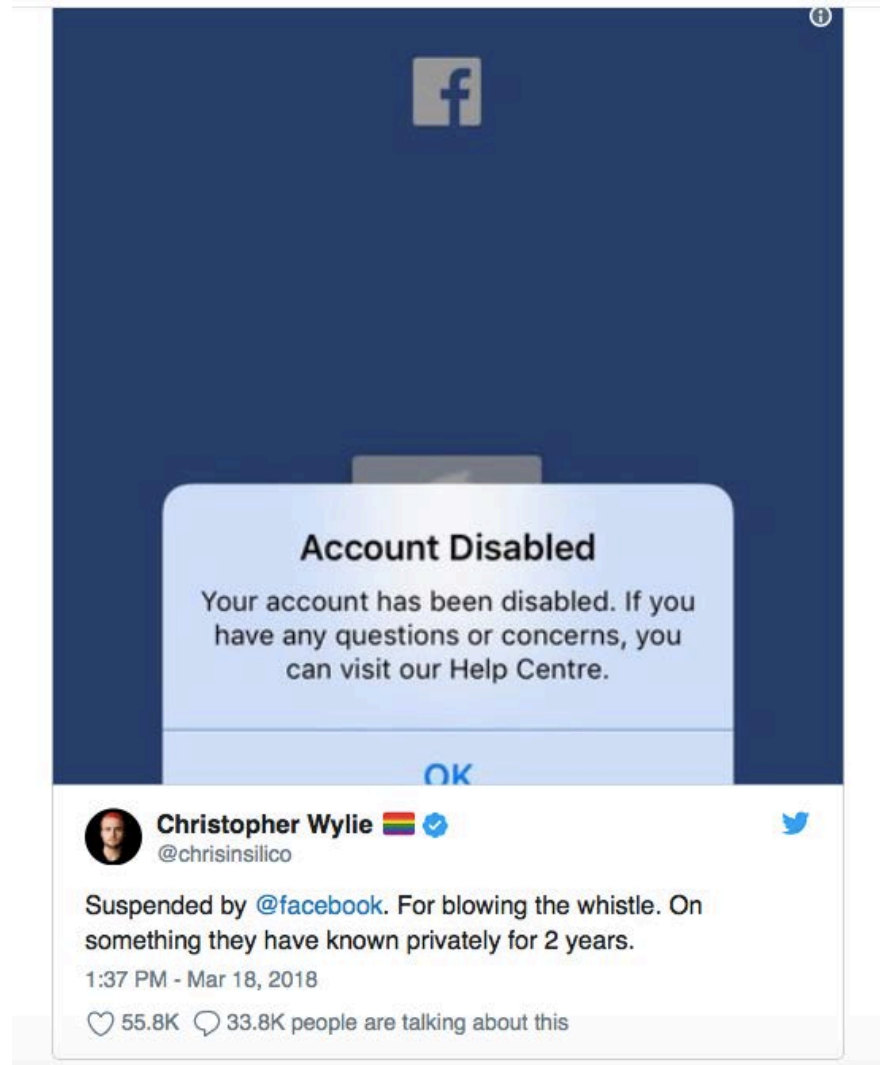 f
Account Disabled
Your account has been disabled. If you
have any questions or concerns, you
can visit our Help Centre.
OK
Christopher Wylie
@chrisinsilico
Suspended by @facebook. For blowing the whistle. On
something they have known privately for 2 years.
1:37 PM - Mar 18, 2018
55.8K 33.8K people are talking about this